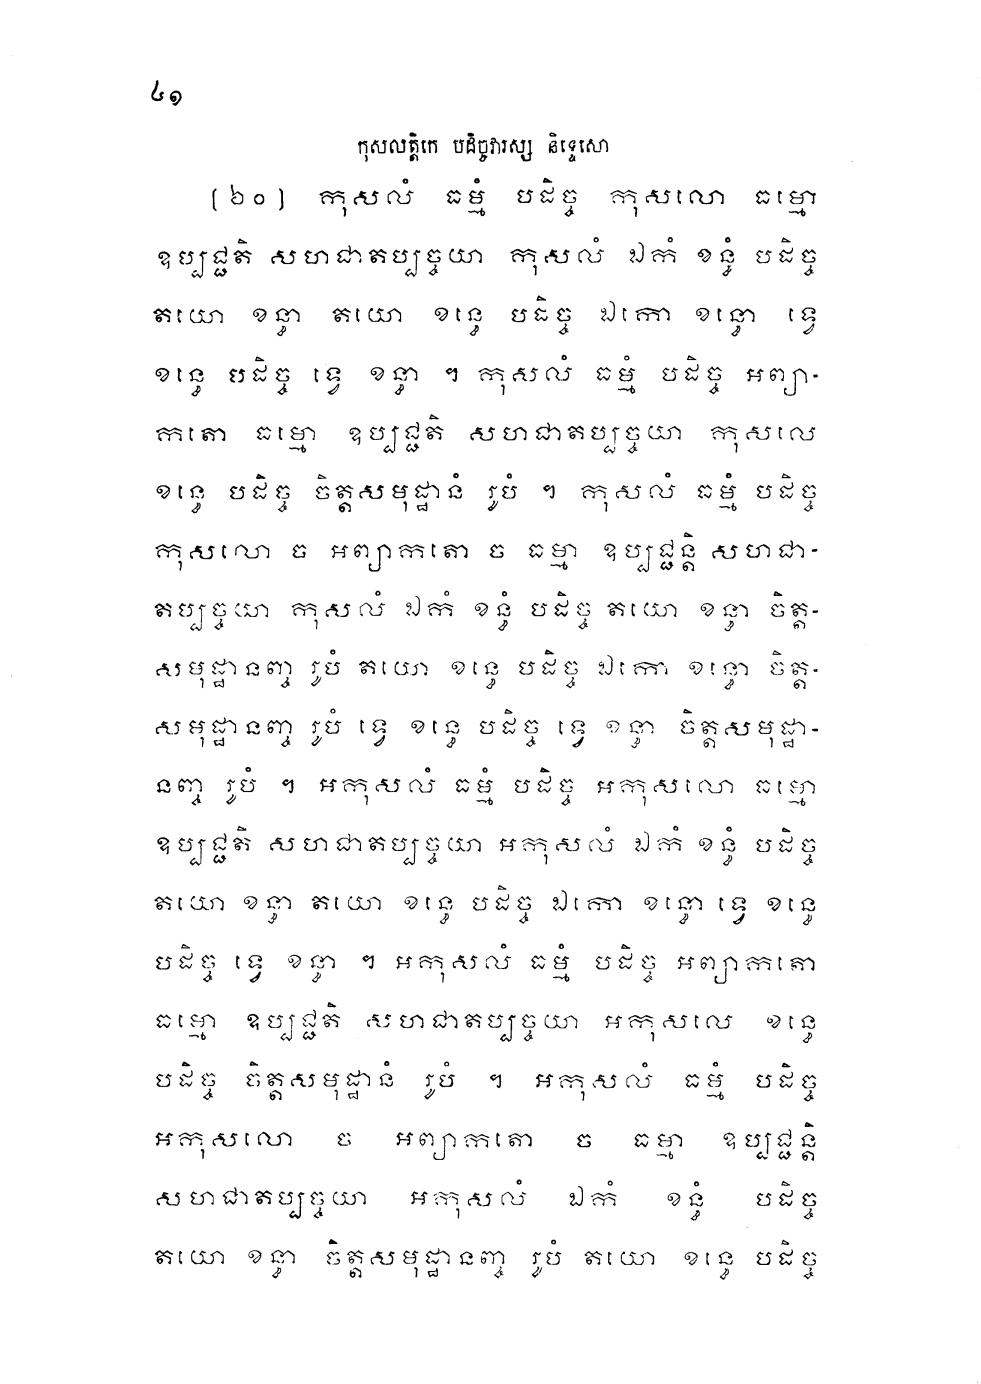 ៤១
កុសលត្តិកេ បដិច្ចវារស្ស និទ្ទេសោ
[៦០] កុសលំ ធម្មំ បដិច្ច កុសលោ ធម្មោ
ឧប្បជ្ជតិ សហជាតប្បច្ចយា កុសលំ ឯកំ ខន្ធំ បដិច្ច
តយោ ខន្ធា តយោ ខន្ធេ បដិច្ច ឯកោ ខន្ធោ ទ្វេ
ខន្ធេ បដិច្ច ទ្វេ ខន្ធា ។ កុសលំ ធម្មំ បដិច្ច អព្យា-
កតោ ធម្មោ ឧប្បជ្ជតិ សហជាតប្បច្ចយា កុសលេ
ខន្ធេ បដិច្ច ចិត្តសមុដ្ឋានំ រូបំ ។ កុសលំ ធម្មំ បដិច្ច
កុសលោ ច អព្យាកតោ ច ធម្មា ឧប្បជ្ជន្តិ សហជា-
តប្បច្ចយា កុសលំ ឯកំ ខន្ធំ បដិច្ច តយោ ខន្ធា ចិត្ត-
សមុដ្ឋានញ្ច រូបំ តយោ ខន្ធេ បដិច្ច ឯកោ ខន្ធោ ចិត្ត-
សមុដ្ឋានញ្ច រូបំ ទ្វេ ខន្ធេ បដិច្ច ទ្វេ ខន្ធា ចិត្តសមុដ្ឋា-
នញ្ច រូបំ ។ អកុសលំ ធម្មំ បដិច្ច អកុសលោ ធម្មោ
ឧប្បជ្ជតិ សហជាតប្បច្ចយា អកុសលំ ឯកំ ខន្ធំ បដិច្ច
តយោ ខន្ធា តយោ ខន្ធេ បដិច្ច ឯកោ ខន្ធោ ទ្វេ ខន្ធេ
បដិច្ច ទ្វេ ខន្ធា ។ អកុសលំ ធម្មំ បដិច្ច អព្យាកតោ
ធម្មោ ឧប្បជ្ជតិ សហជាតប្បច្ចយា អកុសលេ ខន្ធេ
បដិច្ច ចិត្តសមុដ្ឋានំ រូបំ ។ អកុសលំ ធម្មំ បដិច្ច
អកុសលោ ច អព្យាកតោ ច ធម្មា ឧប្បជ្ជន្តិ
សហជាតប្បច្ចយា អកុសលំ ឯកំ ខន្ធំ បដិច្ច
តយោ ខន្ធា ចិត្តសមុដ្ឋានញ្ច រូបំ តយោ ខន្ធេ បដិច្ច